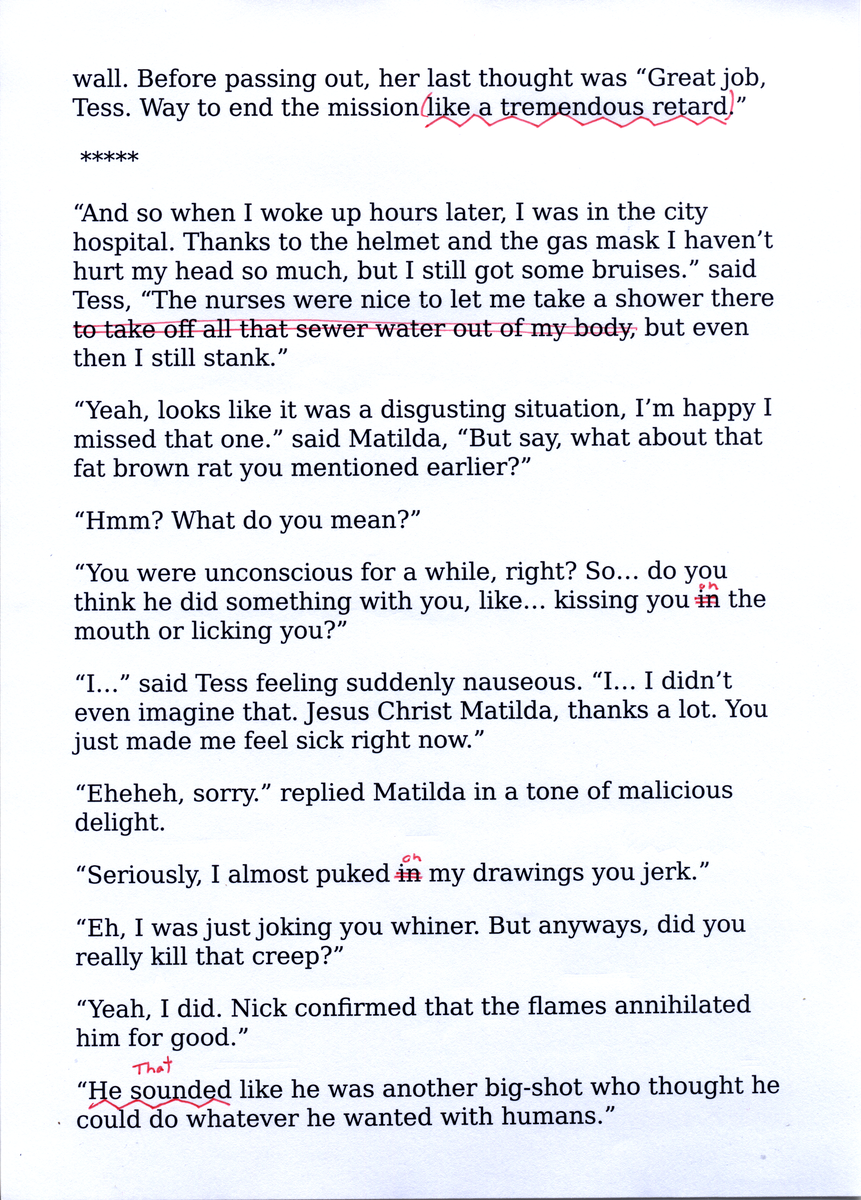 wall. Before passing out, her last thought was “Great job,
Tess. Way to end the mission (like a tremendous retard.)”
*****
“And so when I woke up hours later, I was in the city
hospital. Thanks to the helmet and the gas mask I haven’t
hurt my head so much, but I still got some bruises.” said
Tess, “The nurses were nice to let me take a shower there
to take off all that sewer water out of my body, but even
then I still stank.”
“Yeah, looks like it was a disgusting situation, I’m happy I
missed that one.” said Matilda, “But say, what about that
fat brown rat you mentioned earlier?”
“Hmm? What do you mean?”
“You were unconscious for a while, right? So… do you
on
think he did something with you, like… kissing you in the
mouth or licking you?”
“I…” said Tess feeling suddenly nauseous. “I… I didn’t
even imagine that. Jesus Christ Matilda, thanks a lot. You
just made me feel sick right now.”
“Eheheh, sorry.” replied Matilda in a tone of malicious
delight.
on
“Seriously, I almost puked in my drawings you jerk.”
“Eh, I was just joking you whiner. But anyways, did you
really kill that creep?”
“Yeah, I did. Nick confirmed that the flames annihilated
him for good.”
That
“He sounded like he was another big-shot who thought he
could do whatever he wanted with humans.”